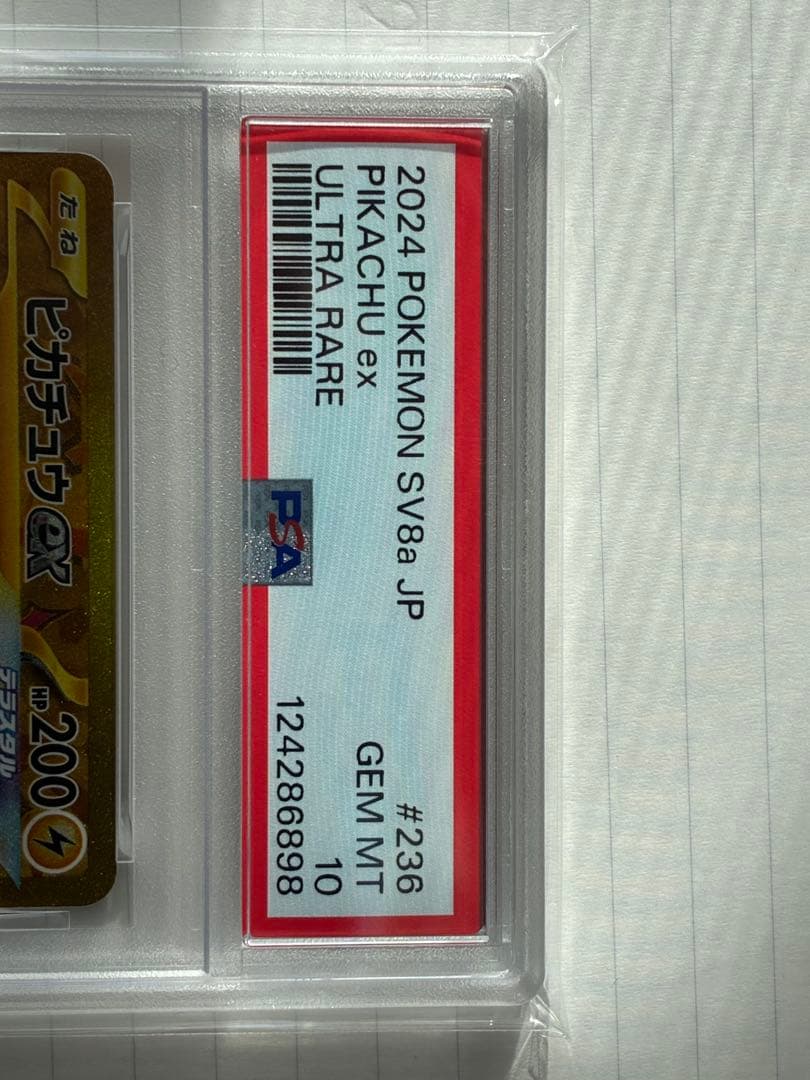 2024 POKEMON SV8a JP #236
PIKACHU ex GEM MT
ULTRA RARE 10
PSA 124286898
たね ピカチュウex HP200
テラスタル